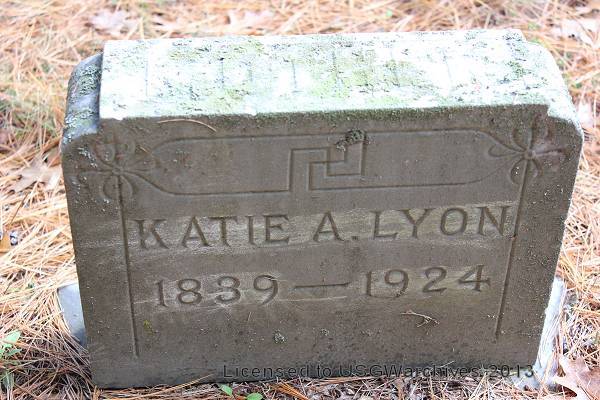 KATIE A. LYON
1839 — 1924
Licensed to USGWarchives 2013